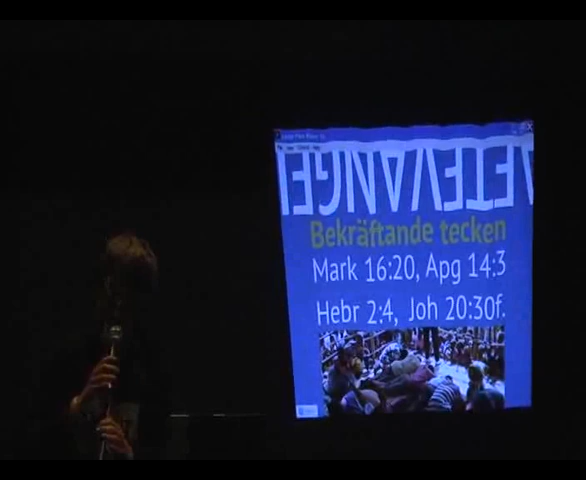 Bekräftande tecken
Mark 16:20, Apg 14:3
Hebr 2:4, Joh 20:30f.